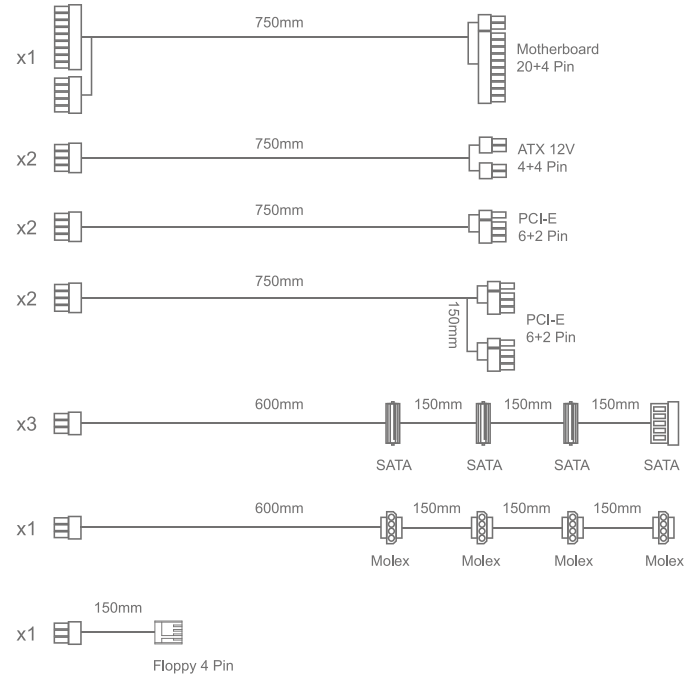 750mm
x1
Motherboard
20+4 Pin
750mm
x2
ATX 12V
4+4 Pin
750mm
x2
PCI-E
6+2 Pin
750mm
x2
150mm
PCI-E
6+2 Pin
600mm 150mm 150mm 150mm
x3
SATA SATA SATA SATA
600mm 150mm 150mm 150mm
x1
Molex Molex Molex Molex
150mm
x1
Floppy 4 Pin